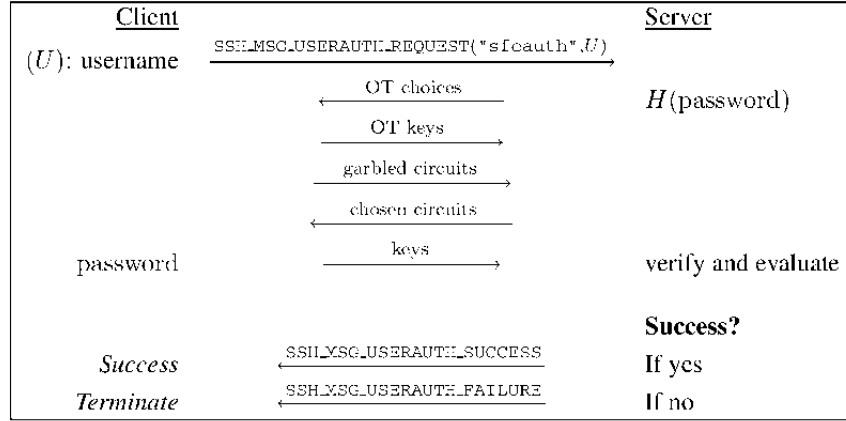 Client Server
SSH_MSG_USERAUTH_REQUEST("sfcauth",U)
(U): username
OT choices
H(password)
OT keys
garbled circuits
chosen circuits
keys
password verify and evaluate
Success?
SSH_MSG_USERAUTH_SUCCESS
Success If yes
SSH_MSG_USERAUTH_FAILURE
Terminate If no